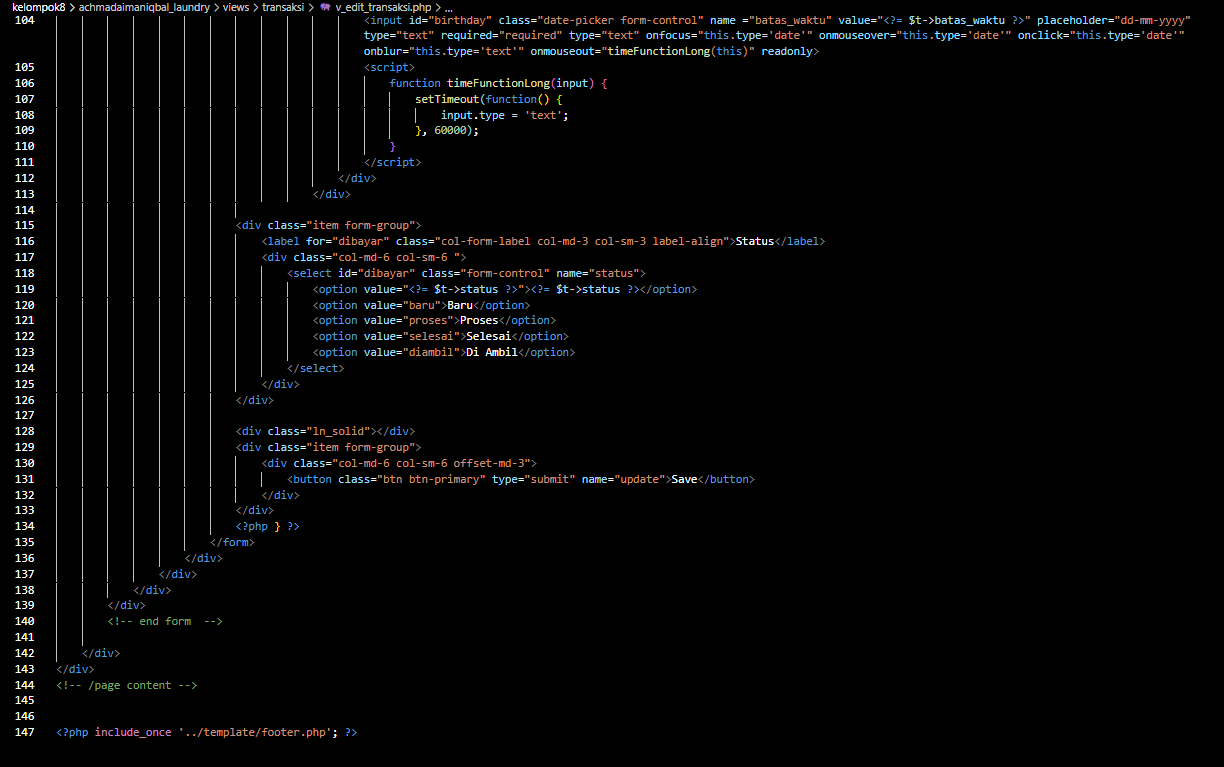 kelompok8 > achmadaimaniqbal_laundry > views > transaksi > v_edit_transaksi.php > ...
104 <input id="birthday" class="date-picker form-control" name ="batas_waktu" value="<?= $t->batas_waktu ?>" placeholder="dd-mm-yyyy"
type="text" required="required" type="text" onfocus="this.type='date'" onmouseover="this.type='date'" onclick="this.type='date'"
onblur="this.type='text'" onmouseout="timeFunctionLong(this)" readonly>
105 <script>
106 function timeFunctionLong(input) {
107 setTimeout(function() {
108 input.type = 'text';
109 }, 60000);
110 }
111 </script>
112 </div>
113 </div>
114
115 <div class="item form-group">
116 <label for="dibayar" class="col-form-label col-md-3 col-sm-3 label-align">Status</label>
117 <div class="col-md-6 col-sm-6 ">
118 <select id="dibayar" class="form-control" name="status">
119 <option value="<?= $t->status ?>"><?= $t->status ?></option>
120 <option value="baru">Baru</option>
121 <option value="proses">Proses</option>
122 <option value="selesai">Selesai</option>
123 <option value="diambil">Di Ambil</option>
124 </select>
125 </div>
126 </div>
127
128 <div class="ln_solid"></div>
129 <div class="item form-group">
130 <div class="col-md-6 col-sm-6 offset-md-3">
131 <button class="btn btn-primary" type="submit" name="update">Save</button>
132 </div>
133 </div>
134 <?php } ?>
135 </form>
136 </div>
137 </div>
138 </div>
139 </div>
140 <!-- end form  -->
141
142 </div>
143 </div>
144 <!-- /page content -->
145
146
147 <?php include_once '../template/footer.php'; ?>